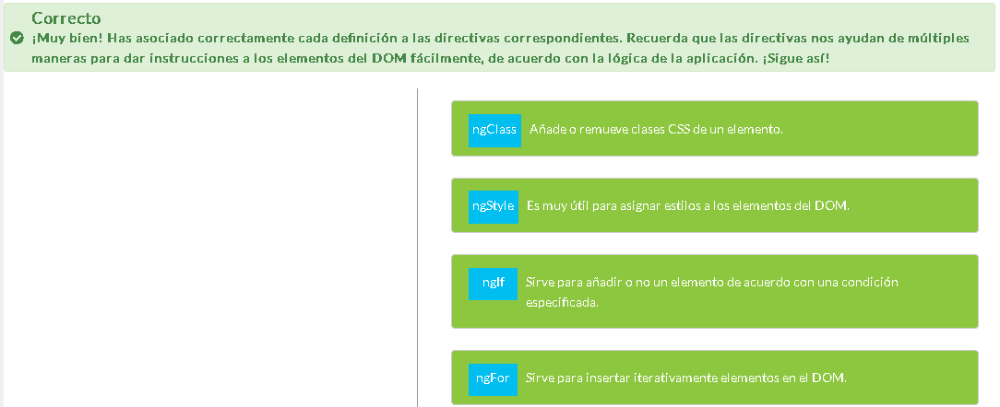 Correcto
¡Muy bien! Has asociado correctamente cada definición a las directivas correspondientes. Recuerda que las directivas nos ayudan de múltiples
maneras para dar instrucciones a los elementos del DOM fácilmente, de acuerdo con la lógica de la aplicación. ¡Sigue así!
ngClass Añade o remueve clases CSS de un elemento.
ngStyle Es muy útil para asignar estilos a los elementos del DOM.
ngIf Sirve para añadir o no un elemento de acuerdo con una condición
especificada.
ngFor Sirve para insertar iterativamente elementos en el DOM.